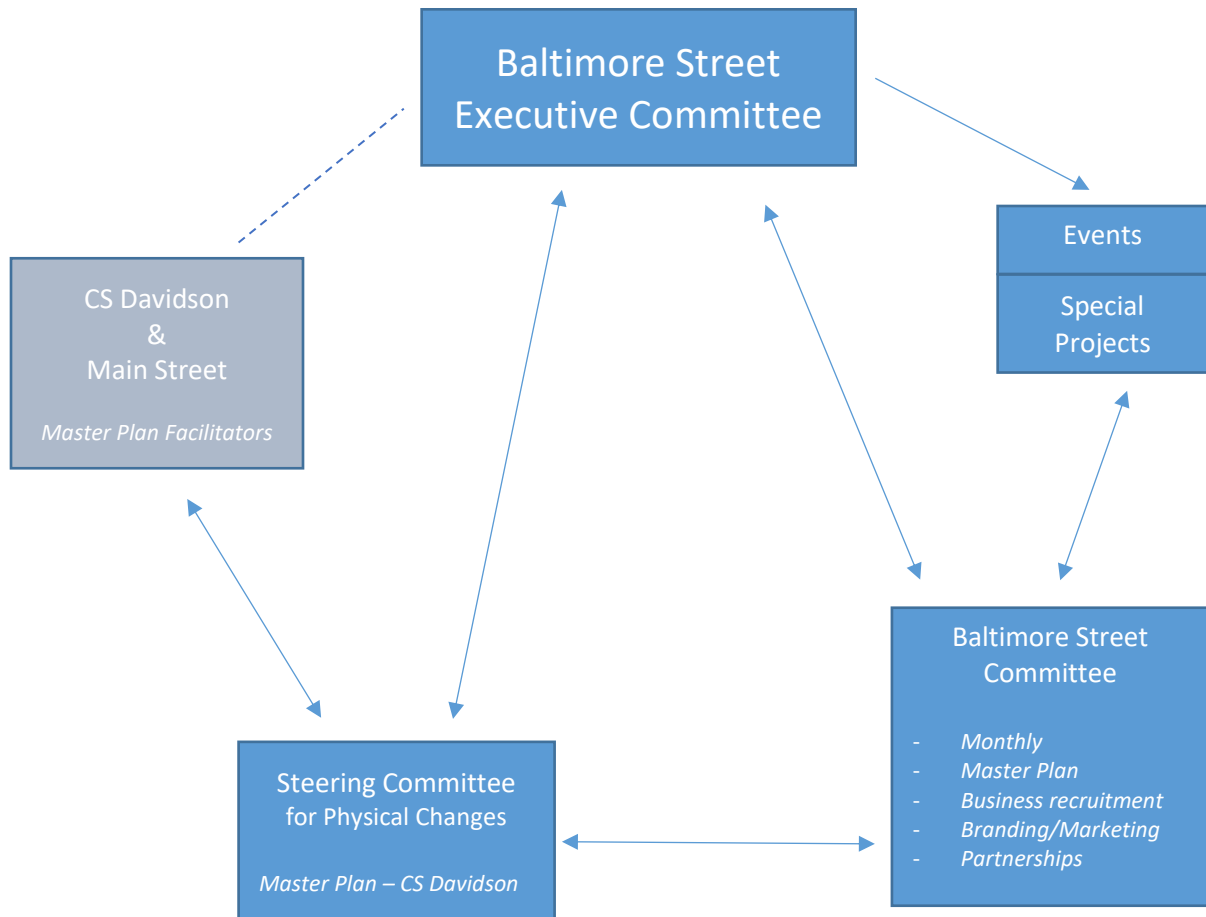 Baltimore Street
Executive Committee
Events
Special
Projects
CS Davidson
&
Main Street
Master Plan Facilitators
Baltimore Street
Committee
- Monthly
- Master Plan
- Business recruitment
- Branding/Marketing
- Partnerships
Steering Committee
for Physical Changes
Master Plan – CS Davidson